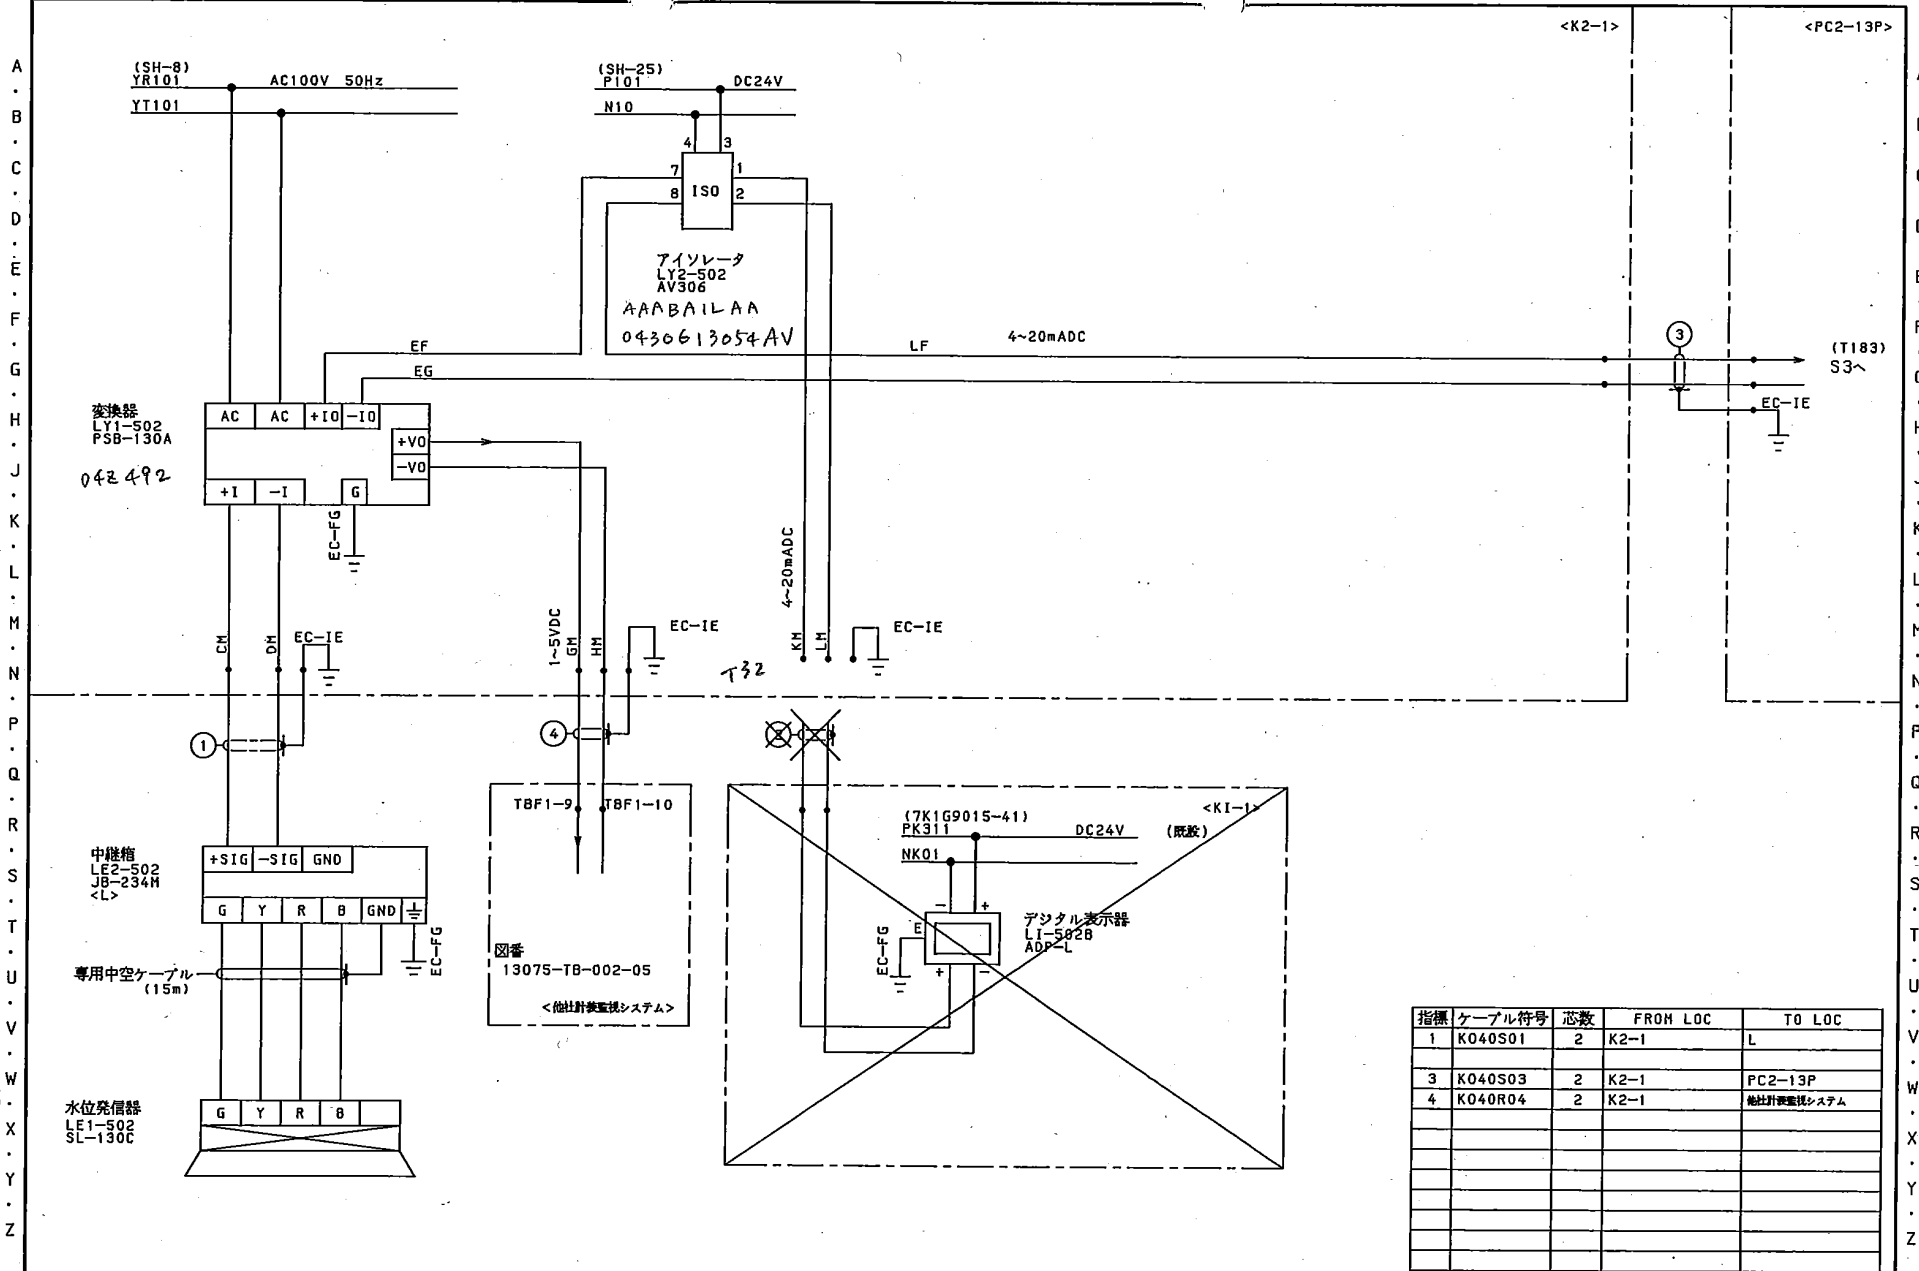 <K2-1>
<PC2-13P>
A
B
C
D
E
F
G
H
J
K
L
M
N
P
Q
R
S
T
U
V
W
X
Y
Z
(SH-8)
YR101 AC100V 50Hz
YT101
(SH-25)
P101 DC24V
N10
4 3
7 1
8 ISO 2
アイソレータ
LY2-502
AV306
AAABAILAA
0430613054AV
EF
LF
4~20mADC
EG
3
(T183)
S3へ
EC-IE
変換器
LY1-502
PSB-130A
04Z492
AC AC +IO -IO
+VO
-VO
+I -I G
EC-FG
CM
DM
EC-IE
1~5VDC
GM
HM
EC-IE
4~20mADC
KM
LM
EC-IE
T32
1
4
TBF1-9
TBF1-10
図番
13075-TB-002-05
<他社計装監視システム>
<KI-1>
(7K1G9015-41)
PK311 DC24V (既設)
NK01
- +
E
EC-FG
+ -
デジタル表示器
LI-502B
ADP-L
中継箱
LE2-502
JB-234M
<L>
+SIG -SIG GND
G Y R B GND
EC-FG
専用中空ケーブル
(15m)
水位発信器
LE1-502
SL-130C
G Y R B
指標 ケーブル符号 芯数 FROM LOC TO LOC
1 K040S01 2 K2-1 L
3 K040S03 2 K2-1 PC2-13P
4 K040R04 2 K2-1 他社計装監視システム
K
L
M
N
P
Q
R
S
T
U
V
W
X
Y
Z